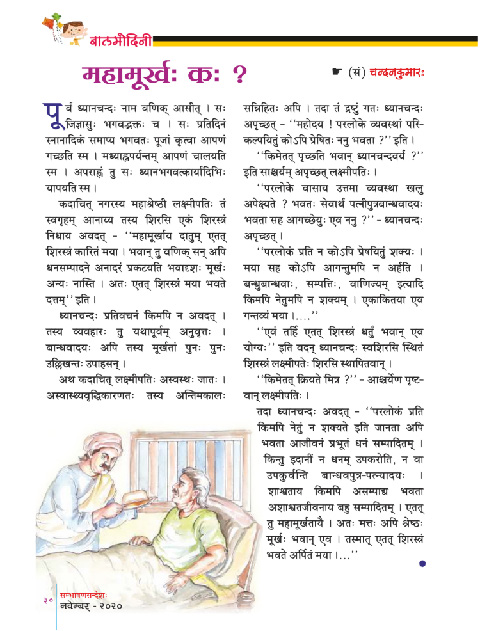 बालमोदिनी
महामूर्खः कः ?
☛ (सं) चन्दनकुमारः
पूर्वं ध्यानचन्दः नाम वणिक् आसीत् । सः
जिज्ञासुः भगवद्भक्तः च । सः प्रतिदिनं
स्नानादिकं समाप्य भगवतः पूजां कृत्वा आपणं
गच्छति स्म । मध्याह्नपर्यन्तम् आपणं चालयति
स्म । अपराह्णं तु सः ध्यानभगवत्कार्यादिभिः
यापयति स्म ।
कदाचित् नगरस्य महाश्रेष्ठी लक्ष्मीपतिः तं
स्वगृहम् आनाय्य तस्य शिरसि एकं शिरस्त्रं
निधाय अवदत् - ''महामूर्खाय दातुम् एतत्
शिरस्त्रं कारितं मया । भवान् तु वणिक् सन् अपि
धनसम्पादने अनादरं प्रकटयति भवादृशः मूर्खः
अन्यः नास्ति । अतः एतत् शिरस्त्रं मया भवते
दत्तम्'' इति ।
ध्यानचन्दः प्रतिवचनं किमपि न अवदत् ।
तस्य व्यवहारः तु यथापूर्वम् अनुवृत्तः ।
बान्धवादयः अपि तस्य मूर्खतां पुनः पुनः
उल्लिखन्तः उपाहसन् ।
अथ कदाचित् लक्ष्मीपतिः अस्वस्थः जातः ।
अस्वास्थ्यवृद्धिकारणतः तस्य अन्तिमकालः
सन्निहितः अपि । तदा तं द्रष्टुं गतः ध्यानचन्दः
अपृच्छत् - ''महोदय ! परलोके व्यवस्थां परि-
कल्पयितुं कोऽपि प्रेषितः ननु भवता ?'' इति ।
''किमेतत् पृच्छति भवान् ध्यानचन्दवर्य ?''
इति साश्चर्यम् अपृच्छत् लक्ष्मीपतिः ।
''परलोके वासाय उत्तमा व्यवस्था खलु
अपेक्ष्यते ? भवतः सेवार्थं पत्नीपुत्रबान्धवादयः
भवता सह आगच्छेयुः एव ननु ?'' - ध्यानचन्दः
अपृच्छत् ।
''परलोकं प्रति न कोऽपि प्रेषयितुं शक्यः ।
मया सह कोऽपि आगन्तुमपि न अर्हति ।
बन्धुबान्धवाः, सम्पत्तिः, वाणिज्यम् इत्यादि
किमपि नेतुमपि न शक्यम् । एकाकितया एव
गन्तव्यं मया ।....''
''एवं तर्हि एतत् शिरस्त्रं धर्तुं भवान् एव
योग्यः'' इति वदन् ध्यानचन्दः स्वशिरसि स्थितं
शिरस्त्रं लक्ष्मीपतेः शिरसि स्थापितवान् ।
''किमेतत् क्रियते मित्र ?'' - आश्चर्येण पृष्ट-
वान् लक्ष्मीपतिः ।
तदा ध्यानचन्दः अवदत् - ''परलोकं प्रति
किमपि नेतुं न शक्यते इति जानता अपि
भवता आजीवनं प्रभूतं धनं सम्पादितम् ।
किन्तु इदानीं न धनम् उपकरोति, न वा
उपकुर्वन्ति बान्धवपुत्र-पत्न्यादयः ।
शाश्वताय किमपि असम्पाद्य भवता
अशाश्वतजीवनाय बहु सम्पादितम् । एतत्
तु महामूर्खतायै । अतः मत्तः अपि श्रेष्ठः
मूर्खः भवान् एव । तस्मात् एतत् शिरस्त्रं
भवते अर्पितं मया ।...''
सम्भाषणसन्देशः
नवेम्बर् - २०२०